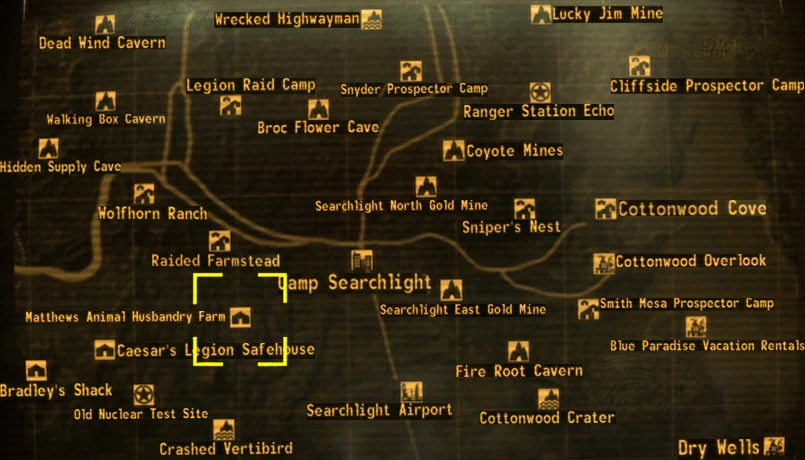 Wrecked Highwayman
Lucky Jim Mine
Dead Wind Cavern
Legion Raid Camp
Snyder Prospector Camp
Cliffside Prospector Camp
Walking Box Cavern
Broc Flower Cave
Ranger Station Echo
Coyote Mines
Hidden Supply Cave
Wolfhorn Ranch
Searchlight North Gold Mine
Sniper's Nest
Cottonwood Cove
Raided Farmstead
Cottonwood Overlook
Camp Searchlight
Smith Mesa Prospector Camp
Searchlight East Gold Mine
Matthews Animal Husbandry Farm
Blue Paradise Vacation Rentals
Caesar's Legion Safehouse
Fire Root Cavern
Bradley's Shack
Old Nuclear Test Site
Searchlight Airport
Cottonwood Crater
Crashed Vertibird
Dry Wells